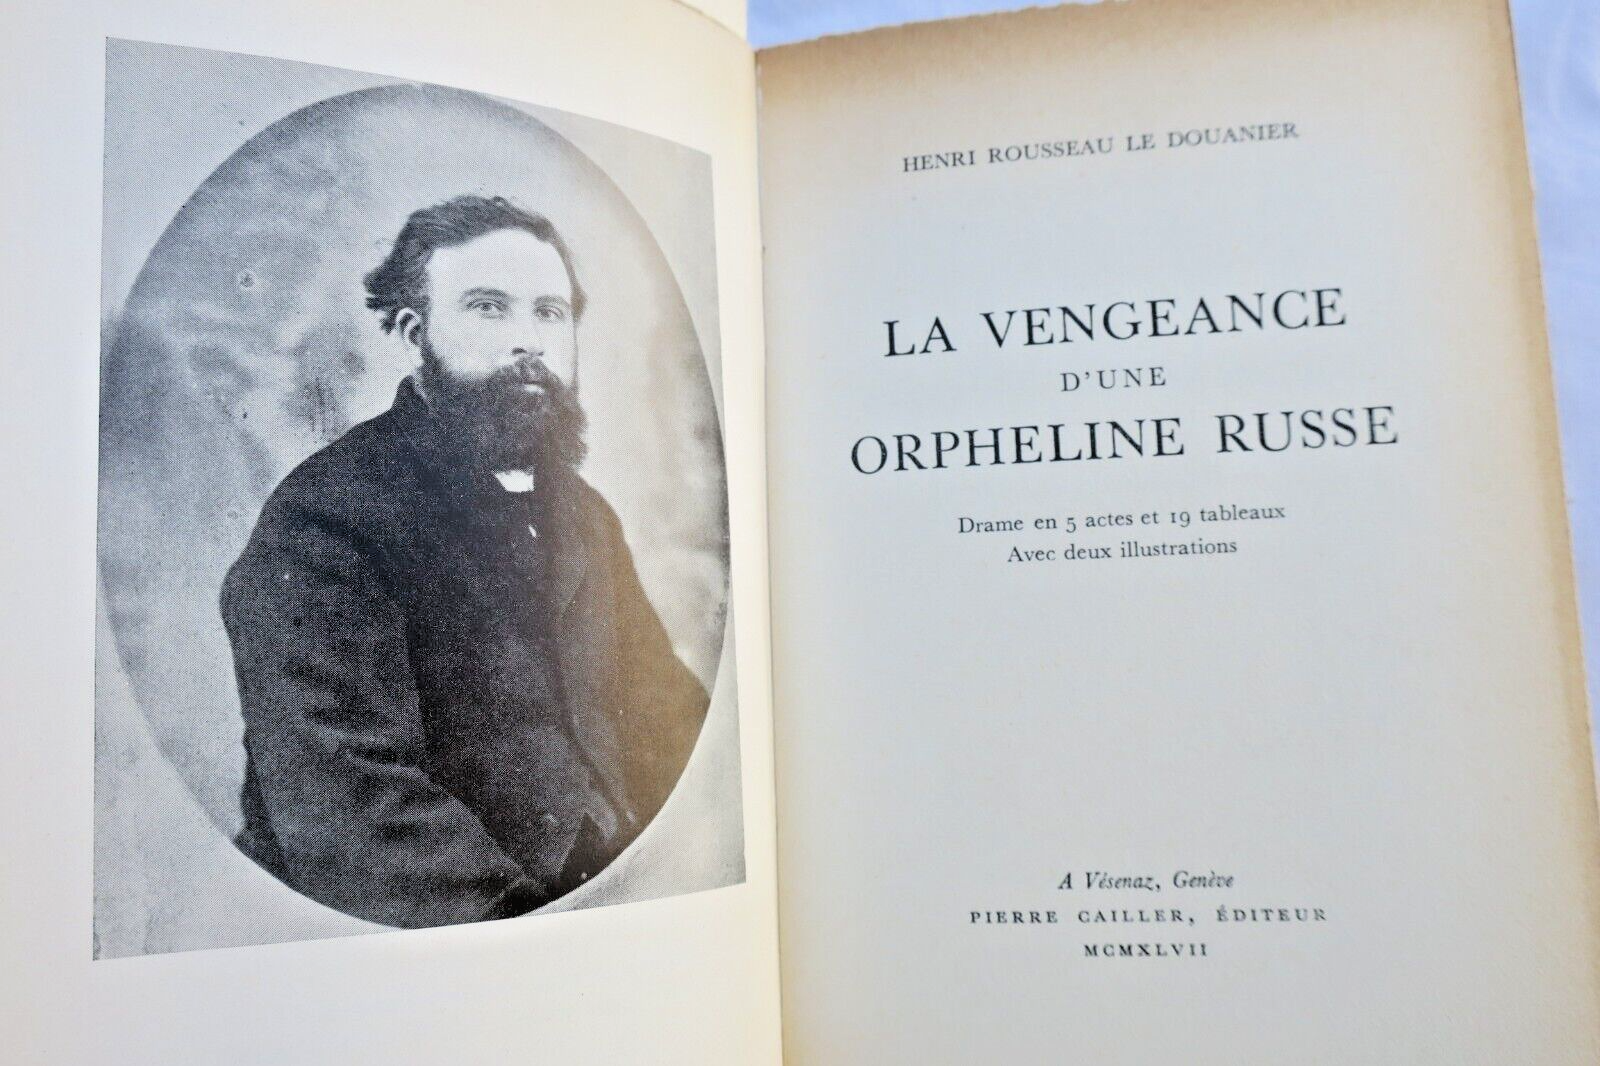 HENRI ROUSSEAU LE DOUANIER
LA VENGEANCE
D'UNE
ORPHELINE RUSSE
Drame en 5 actes et 19 tableaux
Avec deux illustrations
A Vésenaz, Genève
PIERRE CAILLER, ÉDITEUR
MCMXLVII